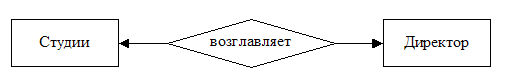 Студии
возглавляет
Директор